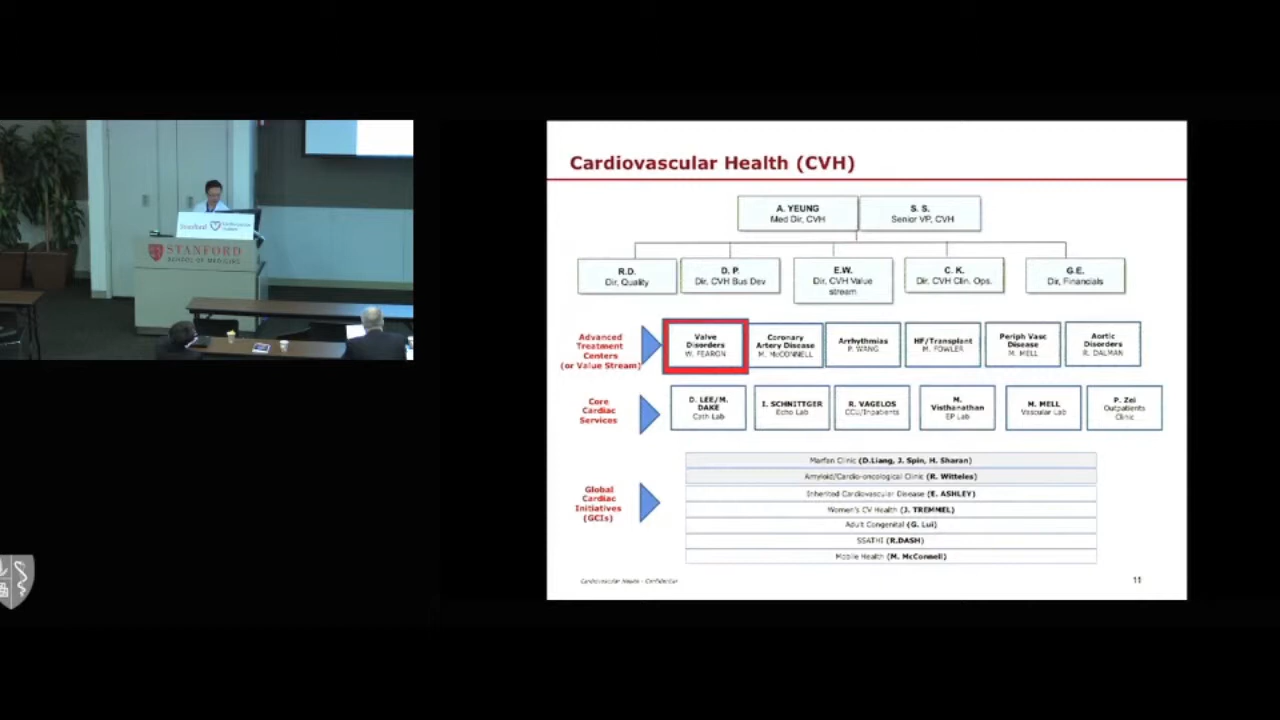 Stanford
STANFORD
SCHOOL OF MEDICINE
Cardiovascular Health (CVH)
A. YEUNG
Med Dir, CVH
S. S.
Senior VP, CVH
R.D.
Dir, Quality
D. P.
Dir, CVH Bus Dev
E.W.
Dir, CVH Value
stream
C. K.
Dir, CVH Clin. Ops.
G.E.
Dir, Financials
Advanced
Treatment
Centers
(or Value Stream)
Valve
Disorders
W. FEARON
Coronary
Artery Disease
M. McCONNELL
Arrhythmias
P. WANG
HF/Transplant
M. FOWLER
Periph Vasc
Disease
M. MELL
Aortic
Disorders
R. DALMAN
Core
Cardiac
Services
D. LEE/M.
DAKE
Cath Lab
I. SCHNITTGER
Echo Lab
R. VAGELOS
CCU/Inpatients
M.
Visthanathan
EP Lab
M. MELL
Vascular Lab
P. Zei
Outpatients
Clinic
Global
Cardiac
Initiatives
(GCIs)
Marfan Clinic (D.Liang, J. Spin, H. Sharan)
Amyloid/Cardio-oncological Clinic (R. Witteles)
Inherited Cardiovascular Disease (E. ASHLEY)
Women's CV Health (J. TREMMEL)
Adult Congenital (G. Lui)
SSATHI (R.DASH)
Mobile Health (M. McConnell)
Cardiovascular Health - Confidential
11